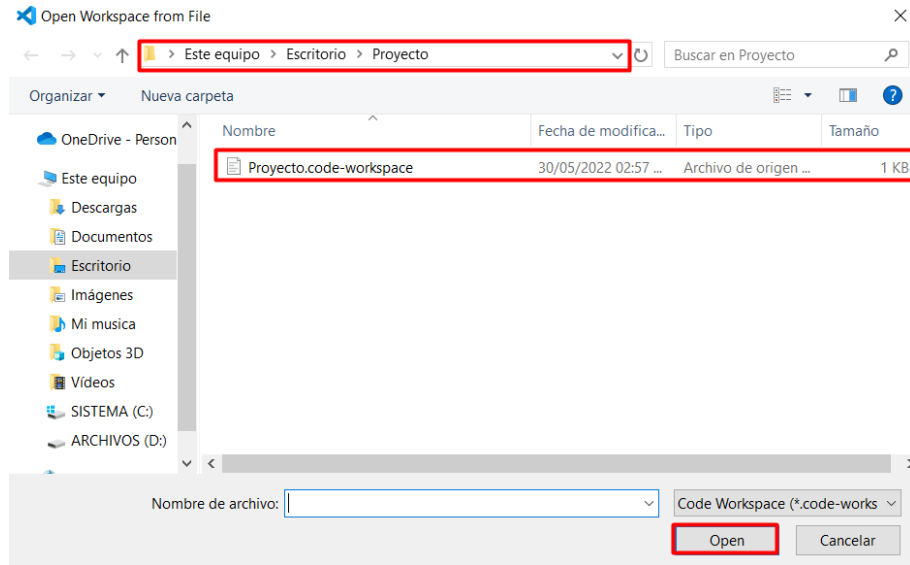 Open Workspace from File
Este equipo > Escritorio > Proyecto
Buscar en Proyecto
Organizar
Nueva carpeta
Nombre
Fecha de modifica...
Tipo
Tamaño
OneDrive - Person
Este equipo
Descargas
Documentos
Escritorio
Imágenes
Mi musica
Objetos 3D
Vídeos
SISTEMA (C:)
ARCHIVOS (D:)
Proyecto.code-workspace
30/05/2022 02:57 ...
Archivo de origen ...
1 KB
Nombre de archivo:
Code Workspace (*.code-works
Open
Cancelar